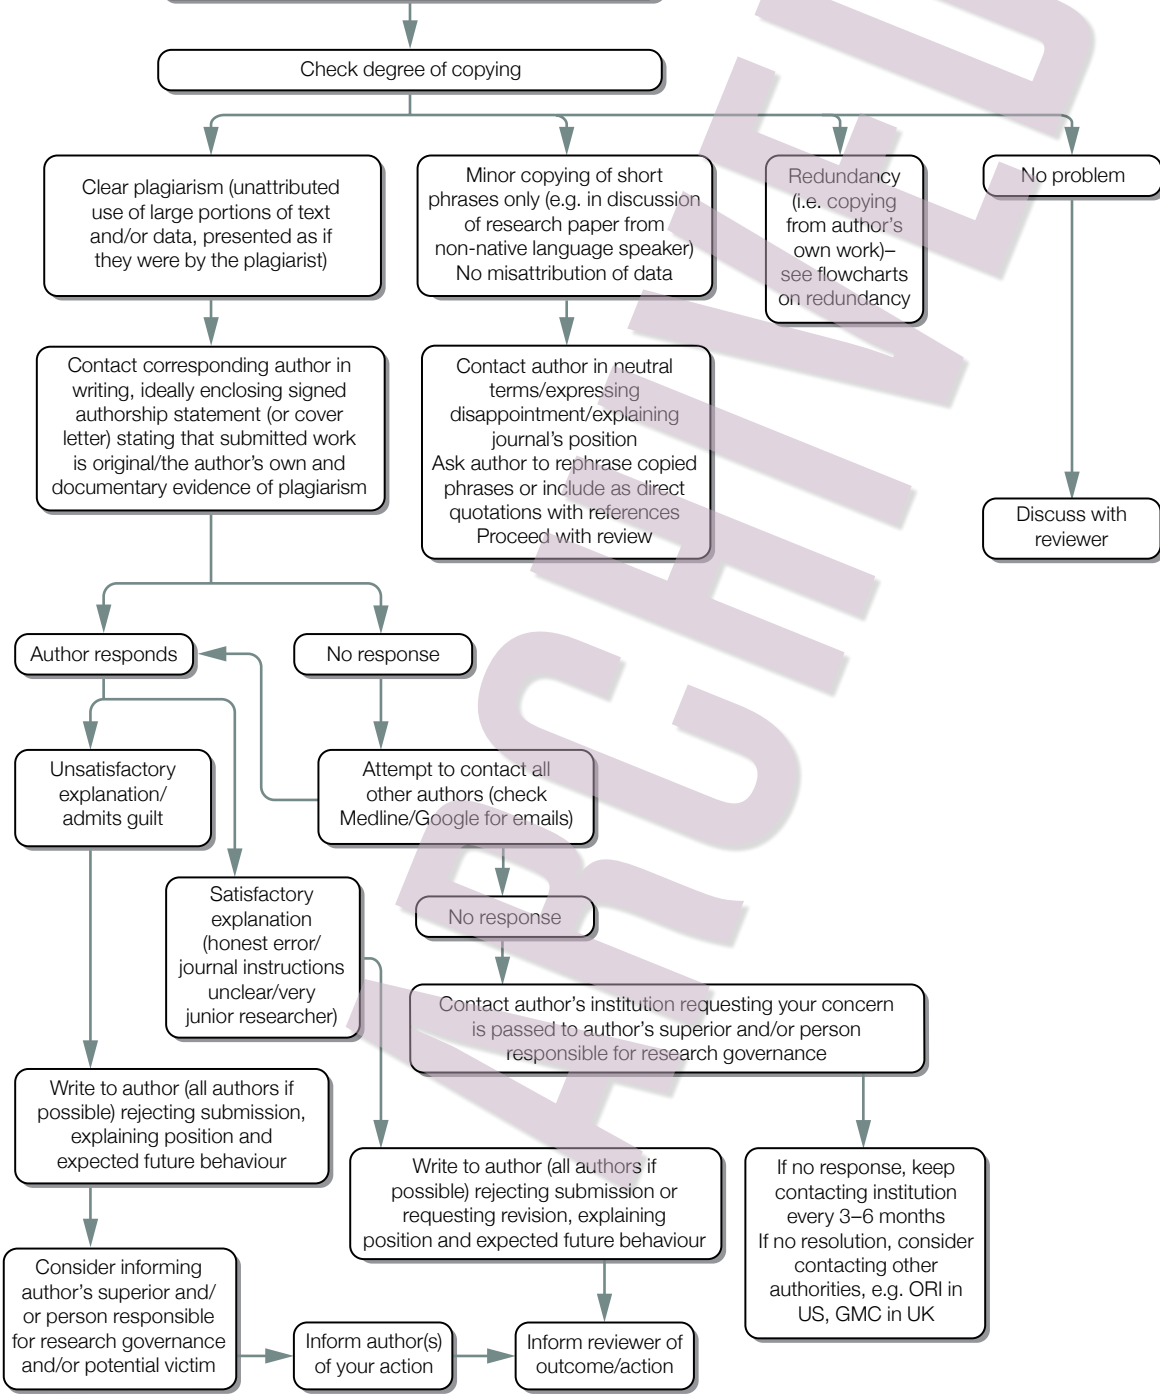 Check degree of copying
Clear plagiarism (unattributed
use of large portions of text
and/or data, presented as if
they were by the plagiarist)
Minor copying of short
phrases only (e.g. in discussion
of research paper from
non-native language speaker)
No misattribution of data
Redundancy
(i.e. copying
from author's
own work)–
see flowcharts
on redundancy
No problem
Contact corresponding author in
writing, ideally enclosing signed
authorship statement (or cover
letter) stating that submitted work
is original/the author's own and
documentary evidence of plagiarism
Contact author in neutral
terms/expressing
disappointment/explaining
journal's position
Ask author to rephrase copied
phrases or include as direct
quotations with references
Proceed with review
Discuss with
reviewer
Author responds
No response
Unsatisfactory
explanation/
admits guilt
Attempt to contact all
other authors (check
Medline/Google for emails)
Satisfactory
explanation
(honest error/
journal instructions
unclear/very
junior researcher)
No response
Contact author's institution requesting your concern
is passed to author's superior and/or person
responsible for research governance
Write to author (all authors if
possible) rejecting submission,
explaining position and
expected future behaviour
Write to author (all authors if
possible) rejecting submission or
requesting revision, explaining
position and expected future behaviour
If no response, keep
contacting institution
every 3–6 months
If no resolution, consider
contacting other
authorities, e.g. ORI in
US, GMC in UK
Consider informing
author's superior and/
or person responsible
for research governance
and/or potential victim
Inform author(s)
of your action
Inform reviewer of
outcome/action
ARCHIVED